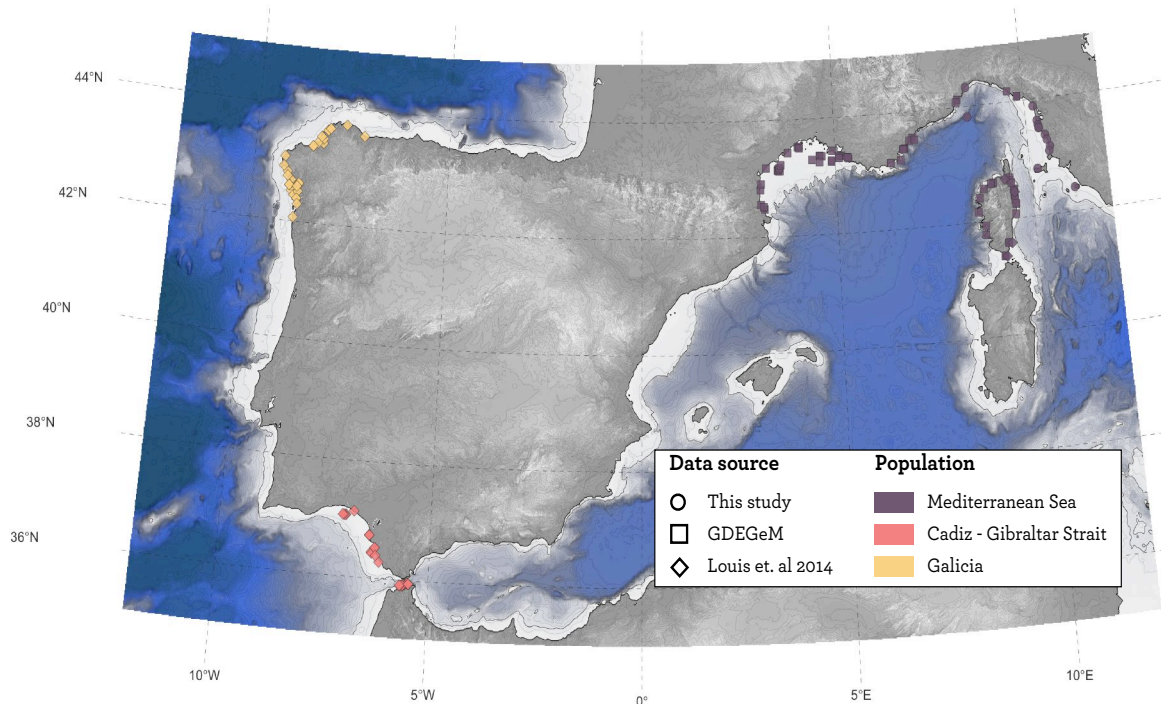 44°N
42°N
40°N
38°N
36°N
Data source
This study
GDEGeM
Louis et. al 2014
Population
Mediterranean Sea
Cadiz - Gibraltar Strait
Galicia
10°W
5°W
0°
5°E
10°E